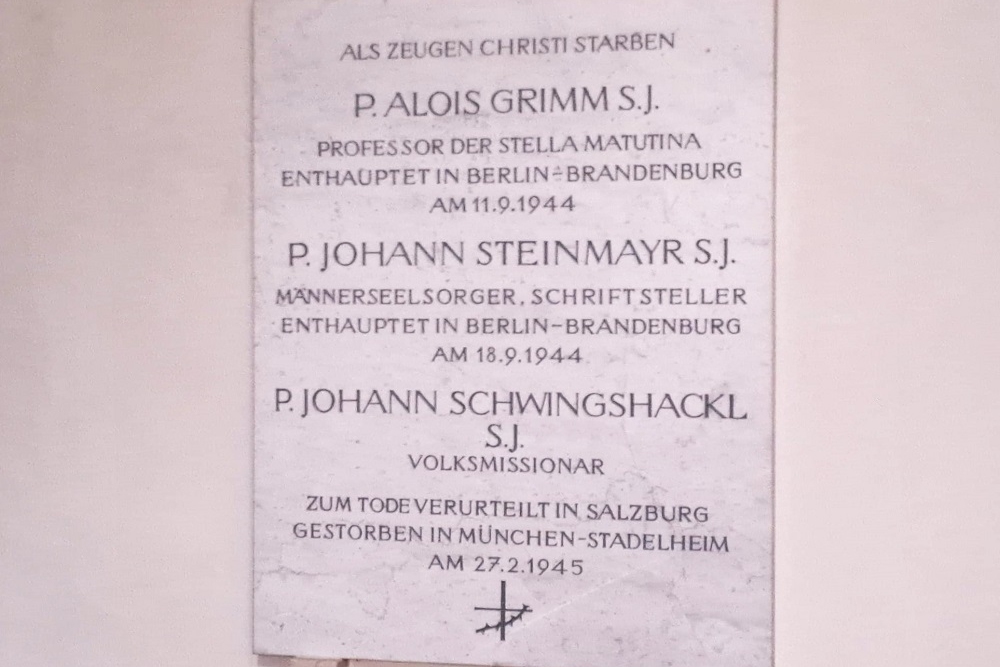 ALS ZEUGEN CHRISTI STARBEN
P. ALOIS GRIMM S.J.
PROFESSOR DER STELLA MATUTINA
ENTHAUPTET IN BERLIN-BRANDENBURG
AM 11.9.1944
P. JOHANN STEINMAYR S.J.
MÄNNERSEELSORGER, SCHRIFTSTELLER
ENTHAUPTET IN BERLIN-BRANDENBURG
AM 18.9.1944
P. JOHANN SCHWINGSHACKL
S.J.
VOLKSMISSIONAR
ZUM TODE VERURTEILT IN SALZBURG
GESTORBEN IN MÜNCHEN-STADELHEIM
AM 27.2.1945